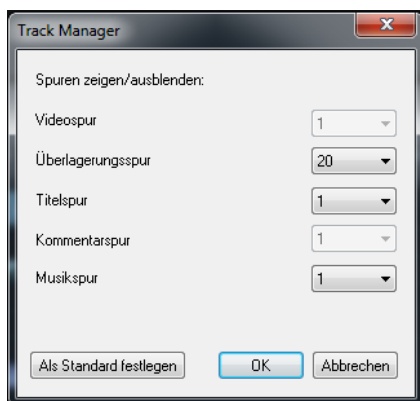 Track Manager
Spuren zeigen/ausblenden:
Videospur 1
Überlagerungsspur 20
Titelspur 1
Kommentarspur 1
Musikspur 1
Als Standard festlegen OK Abbrechen